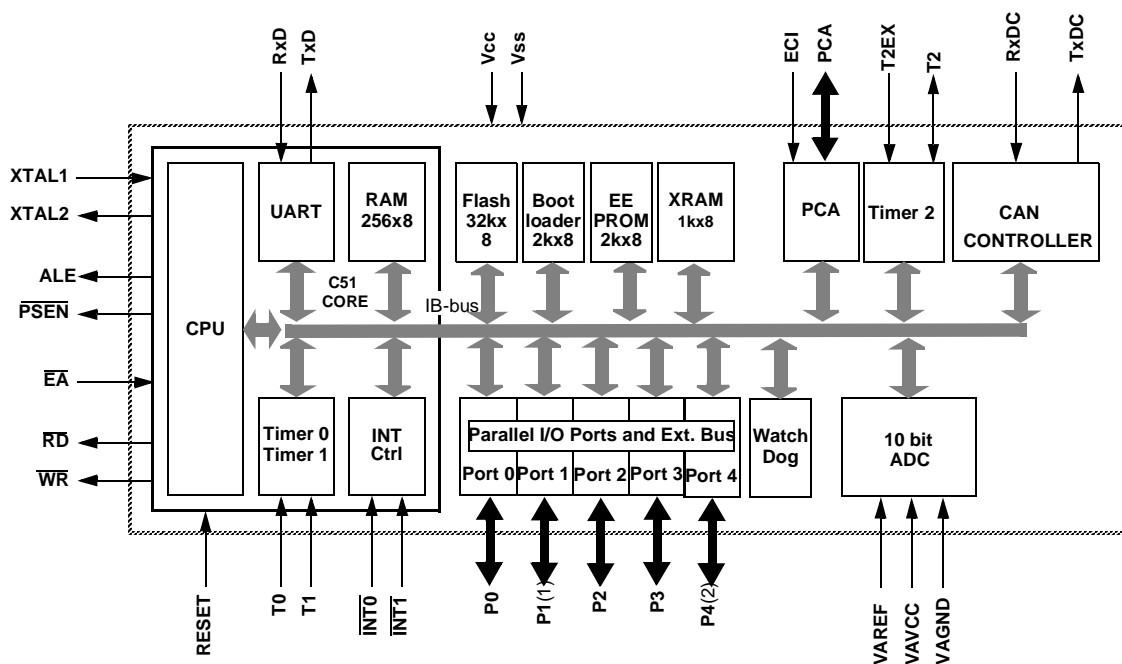 RxD
TxD
Vcc
Vss
ECI
PCA
T2EX
T2
RxDC
TxDC
XTAL1
XTAL2
ALE
PSEN
EA
RD
WR
CPU
UART
RAM
256x8
C51
CORE
IB-bus
Flash
32kx
8
Boot
loader
2kx8
EE
PROM
2kx8
XRAM
1kx8
PCA
Timer 2
CAN
CONTROLLER
Timer 0
Timer 1
INT
Ctrl
Parallel I/O Ports and Ext. Bus
Port 0
Port 1
Port 2
Port 3
Port 4
Watch
Dog
10 bit
ADC
RESET
T0
T1
INT0
INT1
P0
P1(1)
P2
P3
P4(2)
VAREF
VAVCC
VAGND